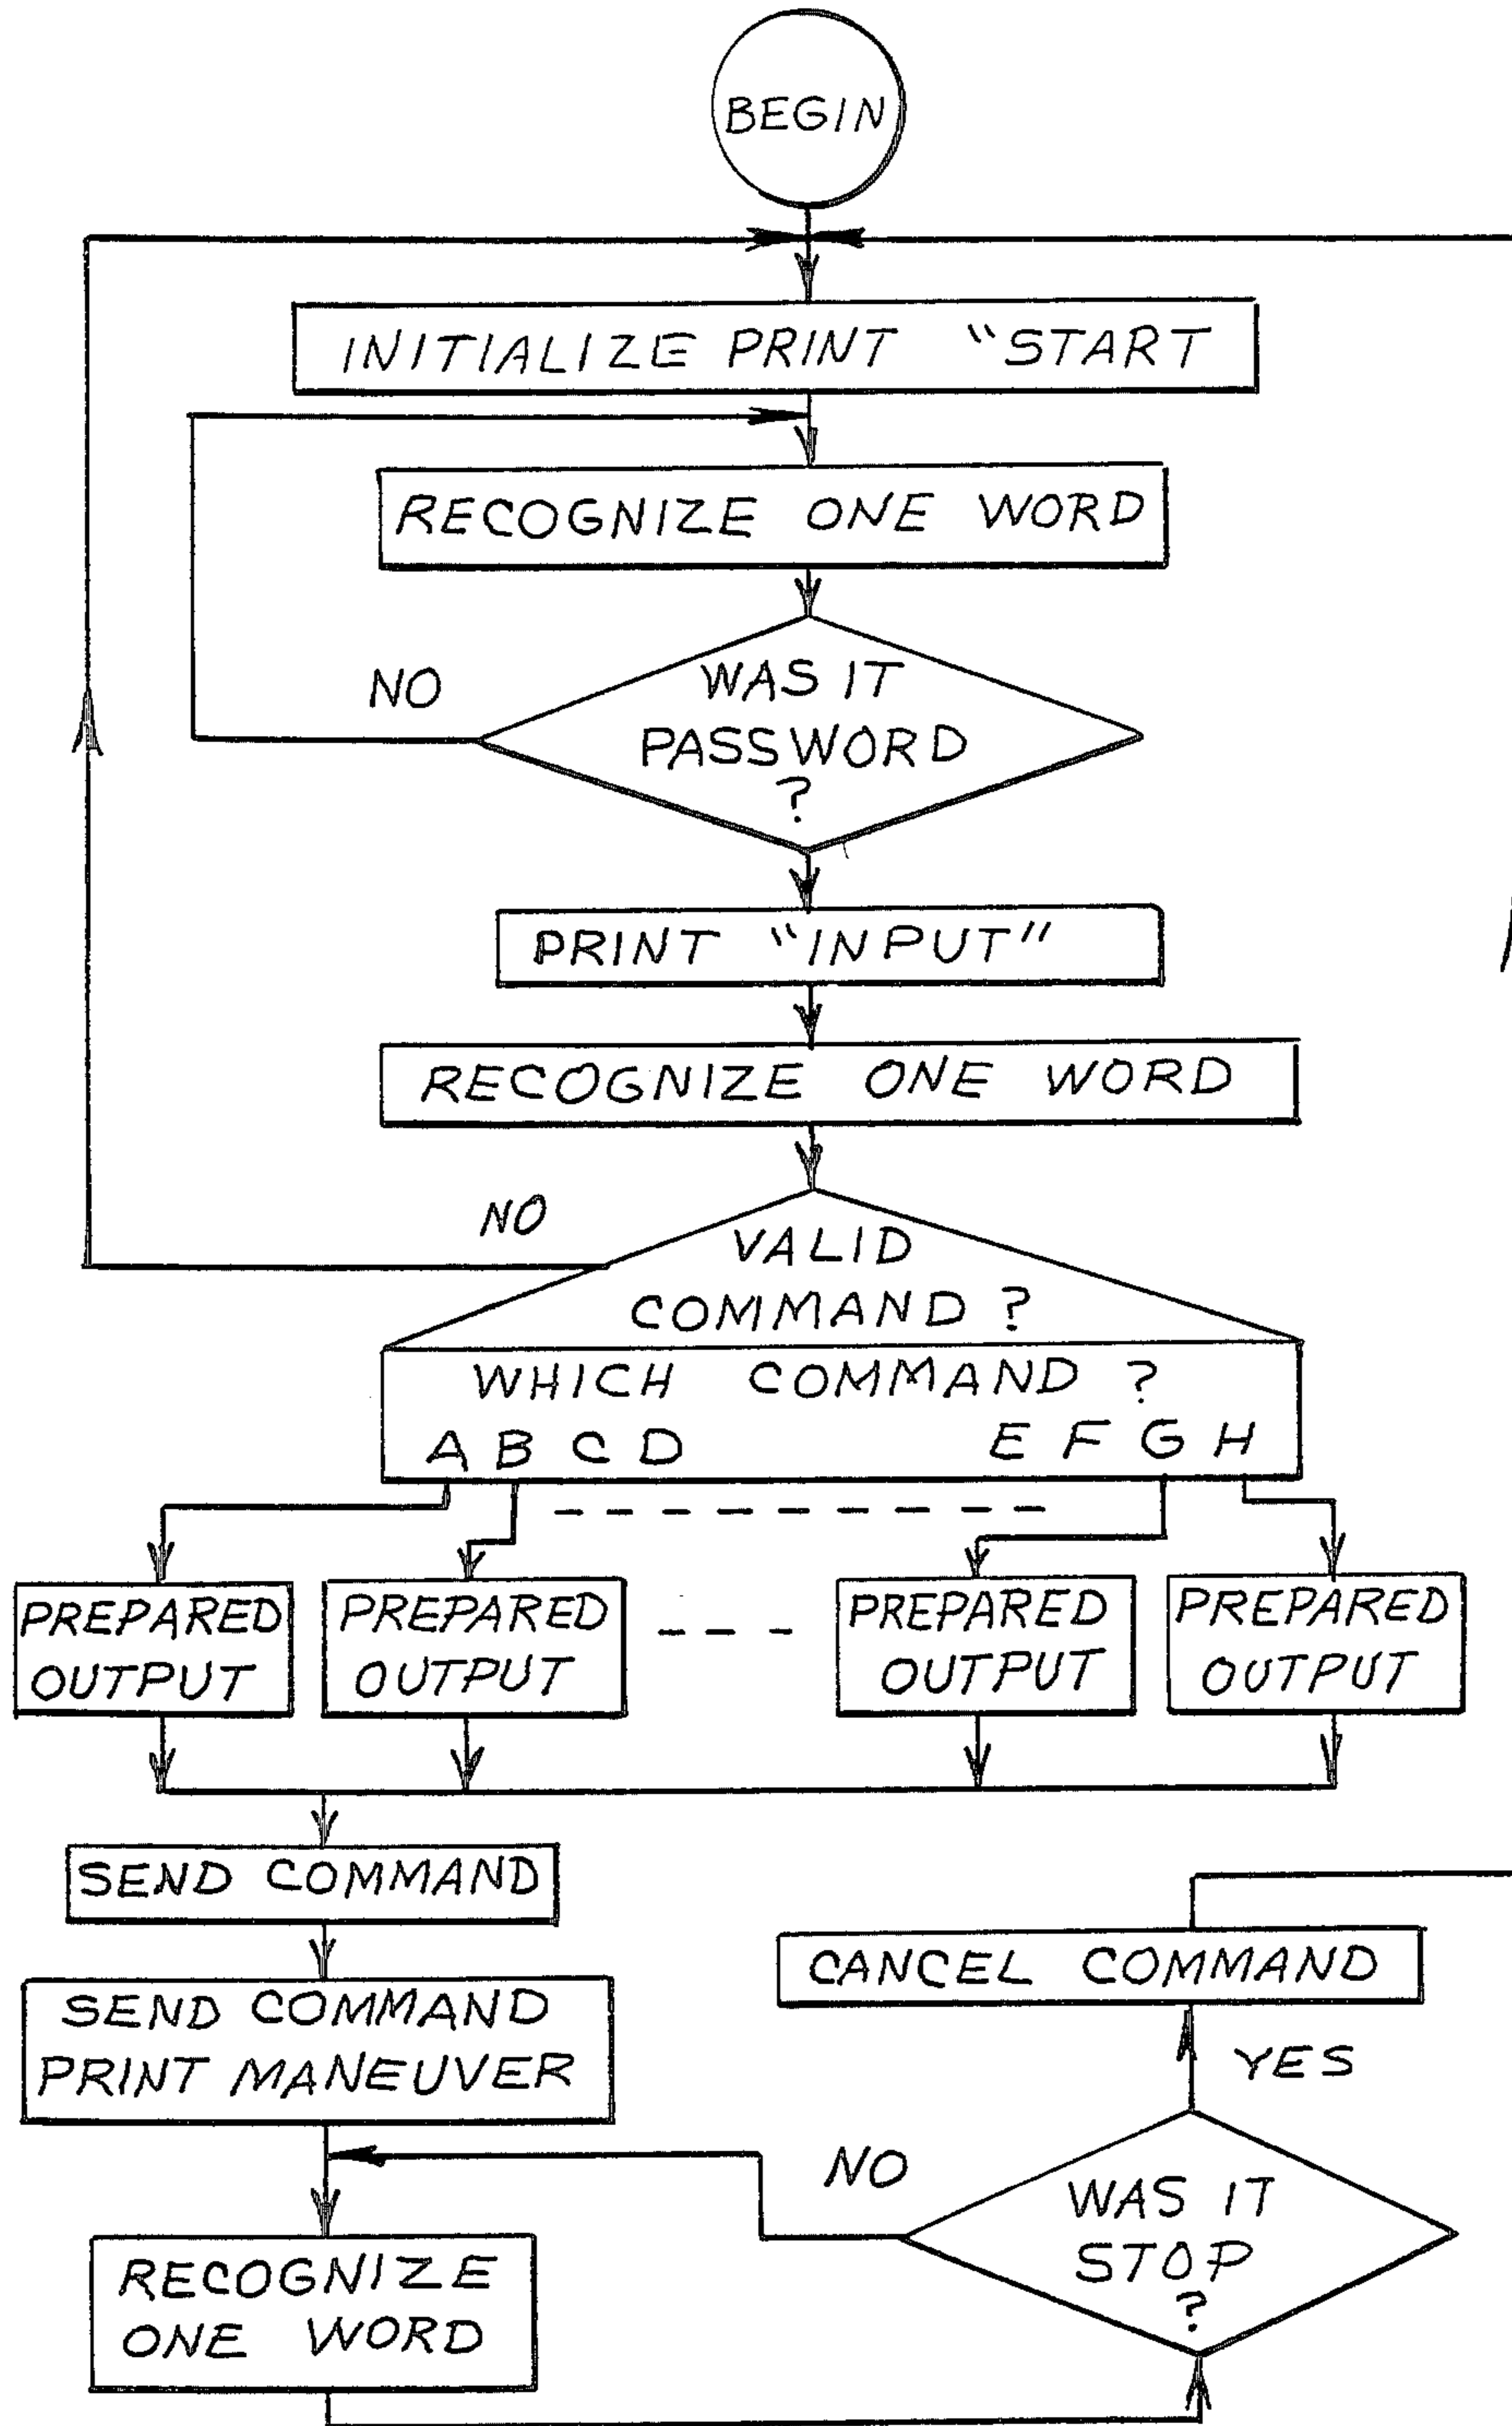 BEGIN
INITIALIZE PRINT "START
RECOGNIZE ONE WORD
NO
WAS IT
PASSWORD
?
PRINT "INPUT"
RECOGNIZE ONE WORD
NO
VALID
COMMAND ?
WHICH COMMAND ?
A B C D E F G H
PREPARED
OUTPUT
PREPARED
OUTPUT
PREPARED
OUTPUT
PREPARED
OUTPUT
SEND COMMAND
SEND COMMAND
PRINT MANEUVER
RECOGNIZE
ONE WORD
NO
WAS IT
STOP
?
YES
CANCEL COMMAND